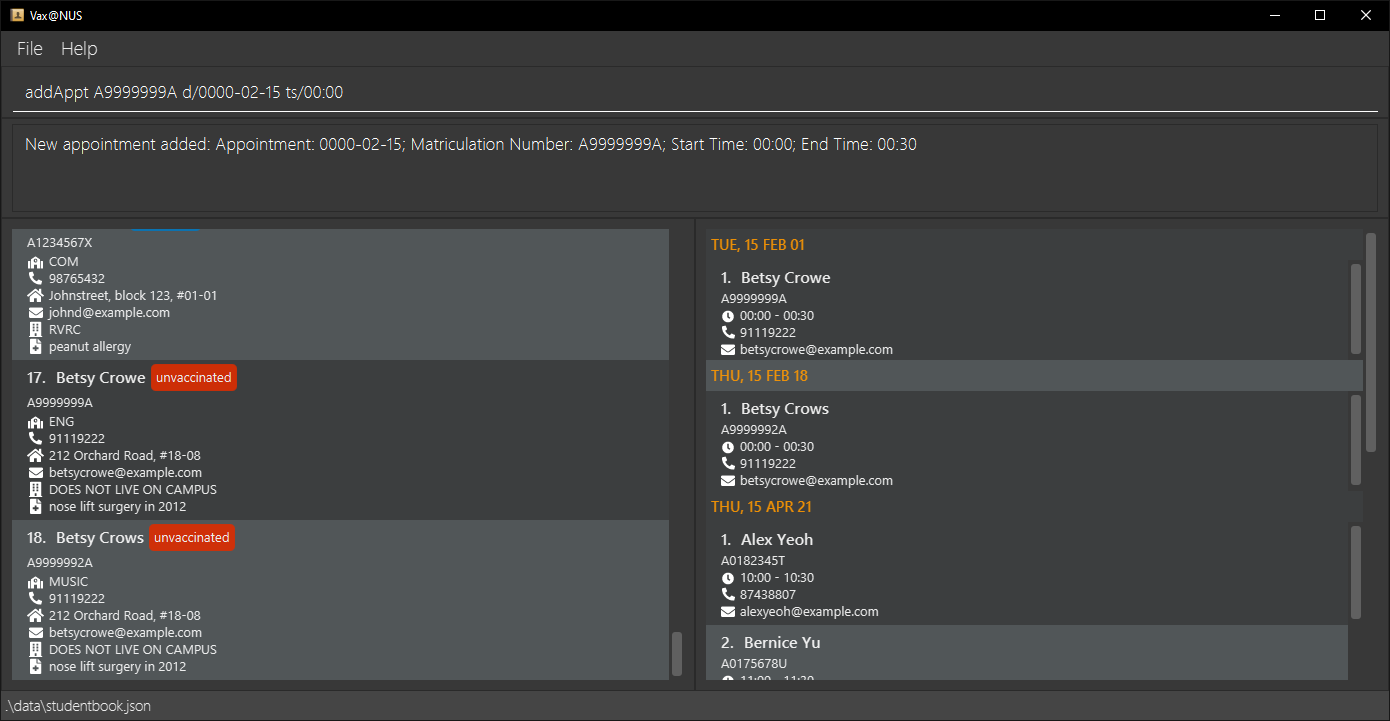 Vax@NUS
File Help
addAppt A9999999A d/0000-02-15 ts/00:00
New appointment added: Appointment: 0000-02-15; Matriculation Number: A9999999A; Start Time: 00:00; End Time: 00:30
A1234567X
COM
98765432
Johnstreet, block 123, #01-01
johnd@example.com
RVRC
peanut allergy
17. Betsy Crowe unvaccinated
A9999999A
ENG
91119222
212 Orchard Road, #18-08
betsycrowe@example.com
DOES NOT LIVE ON CAMPUS
nose lift surgery in 2012
18. Betsy Crows unvaccinated
A9999992A
MUSIC
91119222
212 Orchard Road, #18-08
betsycrowe@example.com
DOES NOT LIVE ON CAMPUS
nose lift surgery in 2012
TUE, 15 FEB 01
1. Betsy Crowe
A9999999A
00:00 - 00:30
91119222
betsycrowe@example.com
THU, 15 FEB 18
1. Betsy Crows
A9999992A
00:00 - 00:30
91119222
betsycrowe@example.com
THU, 15 APR 21
1. Alex Yeoh
A0182345T
10:00 - 10:30
87438807
alexyeoh@example.com
2. Bernice Yu
A0175678U
11:00 - 11:30
.\data\studentbook.json